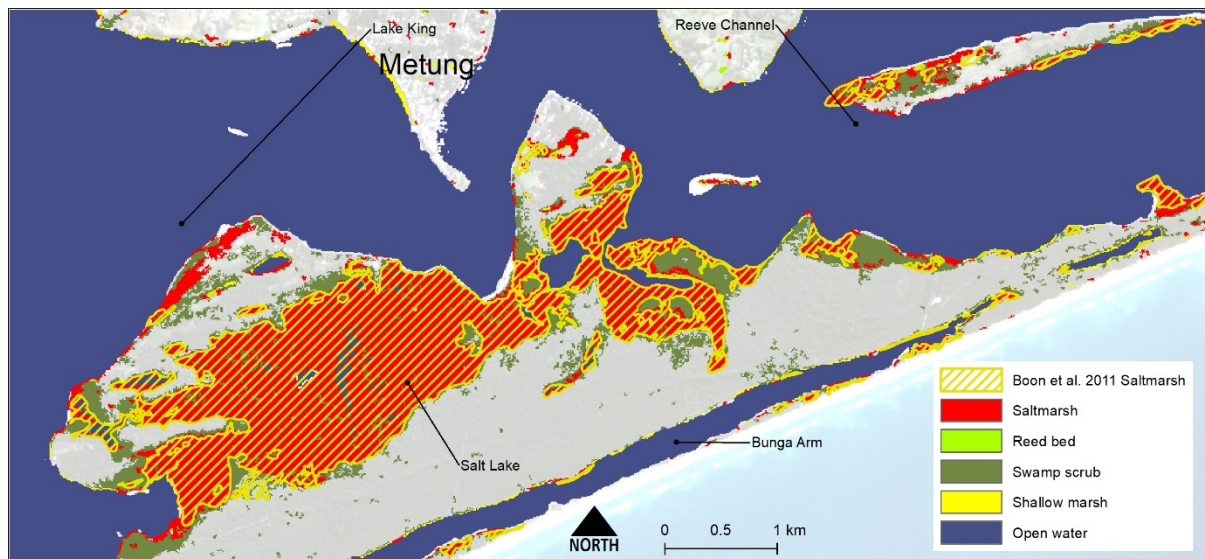 Lake King
Reeve Channel
Metung
Salt Lake
Bunga Arm
NORTH
0 0.5 1 km
Boon et al. 2011 Saltmarsh
Saltmarsh
Reed bed
Swamp scrub
Shallow marsh
Open water